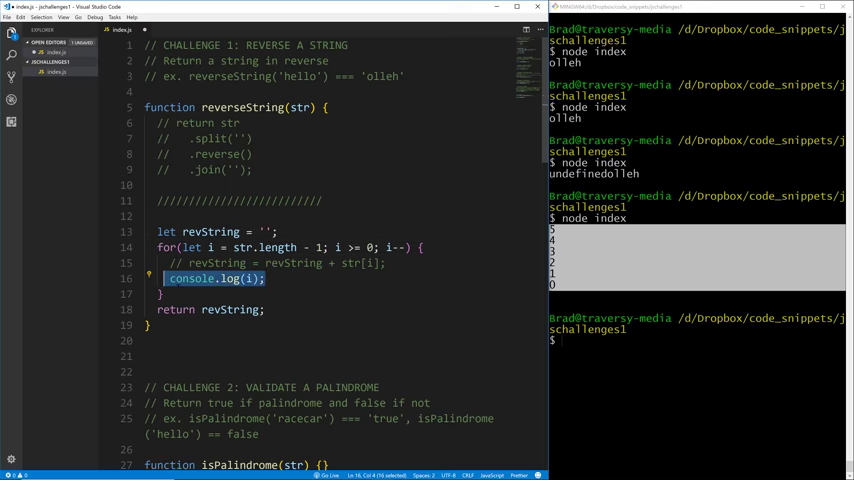 index.js - jschallenges1 - Visual Studio Code
File Edit Selection View Go Debug Tasks Help
EXPLORER
OPEN EDITORS 1 UNSAVED
index.js
JSCHALLENGES1
index.js
index.js
1 // CHALLENGE 1: REVERSE A STRING
2 // Return a string in reverse
3 // ex. reverseString('hello') === 'olleh'
4
5 function reverseString(str) {
6 // return str
7 //   .split('')
8 //   .reverse()
9 //   .join('');
10
11 //////////////////////////
12
13 let revString = '';
14 for(let i = str.length - 1; i >= 0; i--) {
15 // revString = revString + str[i];
16 console.log(i);
17 }
18 return revString;
19 }
20
21
22
23 // CHALLENGE 2: VALIDATE A PALINDROME
24 // Return true if palindrome and false if not
25 // ex. isPalindrome('racecar') === 'true', isPalindrome
('hello') == false
26
27 function isPalindrome(str) {}
0 0
Go Live Ln 16, Col 4 (16 selected) Spaces: 2 UTF-8 CRLF JavaScript Prettier
MINGW64:/d/Dropbox/code_snippets/jschallenges1
Brad@traversy-media /d/Dropbox/code_snippets/j
schallenges1
$ node index
olleh
Brad@traversy-media /d/Dropbox/code_snippets/j
schallenges1
$ node index
olleh
Brad@traversy-media /d/Dropbox/code_snippets/j
schallenges1
$ node index
undefinedolleh
Brad@traversy-media /d/Dropbox/code_snippets/j
schallenges1
$ node index
5
4
3
2
1
0
Brad@traversy-media /d/Dropbox/code_snippets/j
schallenges1
$